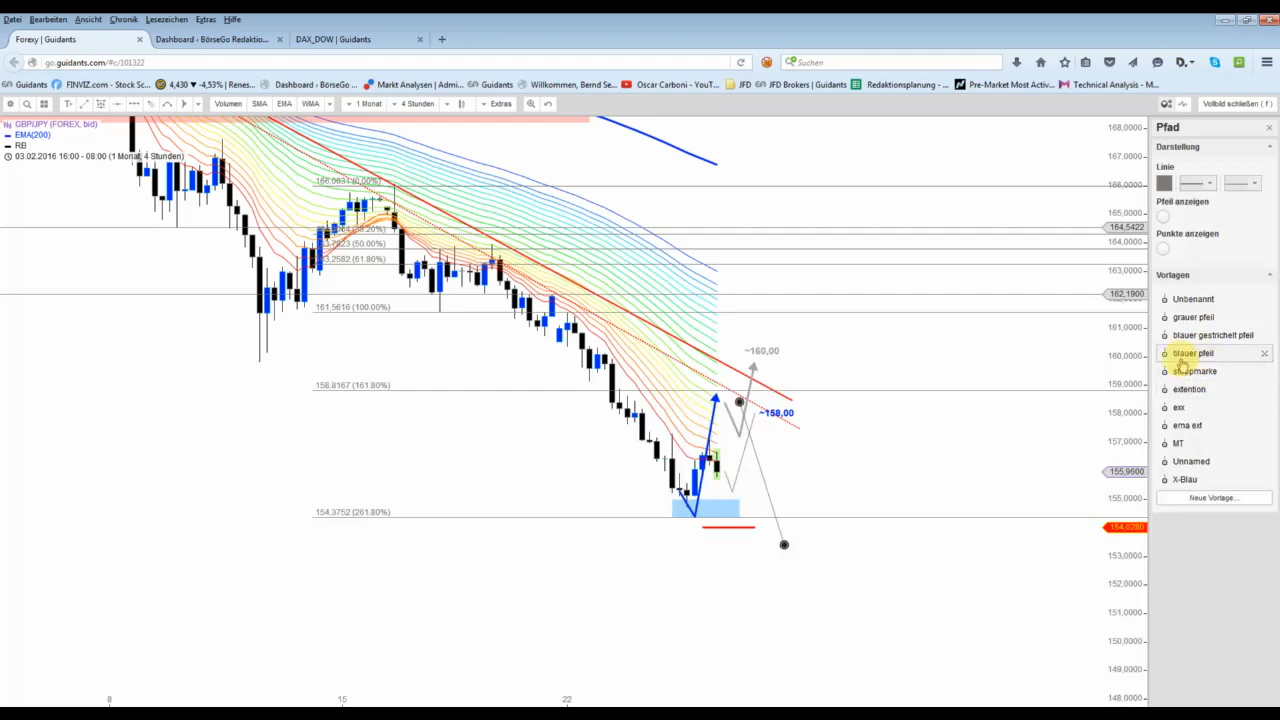 Datei Bearbeiten Ansicht Chronik Lesezeichen Extras Hilfe
Forexy | Guidants
Dashboard ‹ BörseGo Redaktio...
DAX_DOW | Guidants
go.guidants.com/#c/101322
Suchen
Guidants
FINVIZ.com - Stock Sc...
4,430 ▼ -4,53% | Renes...
Dashboard ‹ BörseGo ...
Markt Analysen | Admi...
Guidants
Willkommen, Bernd Se...
Oscar Carboni - YouT...
JFD
JFD Brokers | Guidants
Redaktionsplanung - ...
Pre-Market Most Activ...
Technical Analysis - M...
Volumen SMA EMA WMA 1 Monat 4 Stunden Extras
Vollbild schließen ( f )
GBP/JPY (FOREX, bid)
EMA(200)
RB
03.02.2016 16:00 - 08:00 (1 Monat, 4 Stunden)
166,0031 (0.00%)
(50.00%)
(61.80%)
161,5616 (100.00%)
158,8167 (161.80%)
154,3752 (261.80%)
~160,00
~158,00
168,0000
167,0000
166,0000
165,0000
164,5422
164,0000
163,0000
162,1900
161,0000
160,0000
159,0000
158,0000
157,0000
155,9600
155,0000
154,0280
153,0000
152,0000
151,0000
150,0000
149,0000
148,0000
8
15
22
Pfad
Darstellung
Linie
Pfeil anzeigen
Punkte anzeigen
Vorlagen
Unbenannt
grauer pfeil
blauer gestrichelt pfeil
blauer pfeil
extention
exx
ema ext
MT
Unnamed
X-Blau
Neue Vorlage...